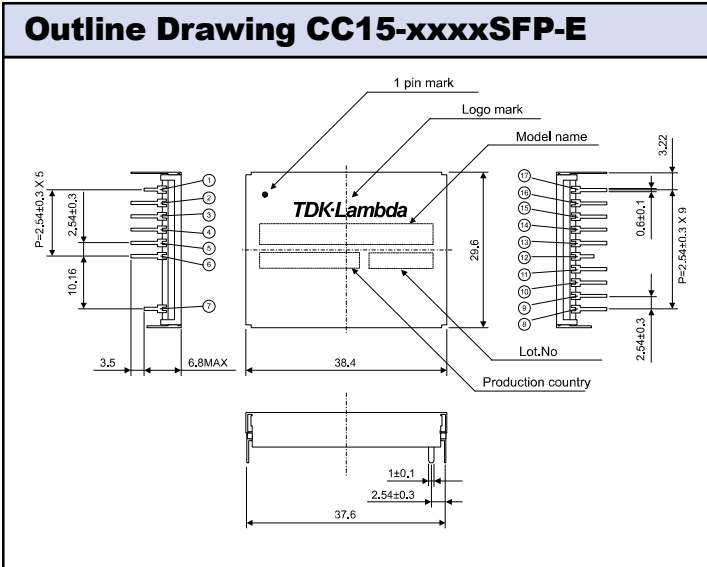 Outline Drawing CC15-xxxxSFP-E
1 pin mark
Logo mark
Model name
TDK·Lambda
Lot.No
Production country
P=2.54±0.3 X 5
2.54±0.3
10.16
3.5
6.8MAX
1
2
3
4
5
6
7
38.4
29.6
17
16
15
14
13
12
11
10
9
8
3.22
0.6±0.1
P=2.54±0.3 X 9
2.54±0.3
1±0.1
2.54±0.3
37.6